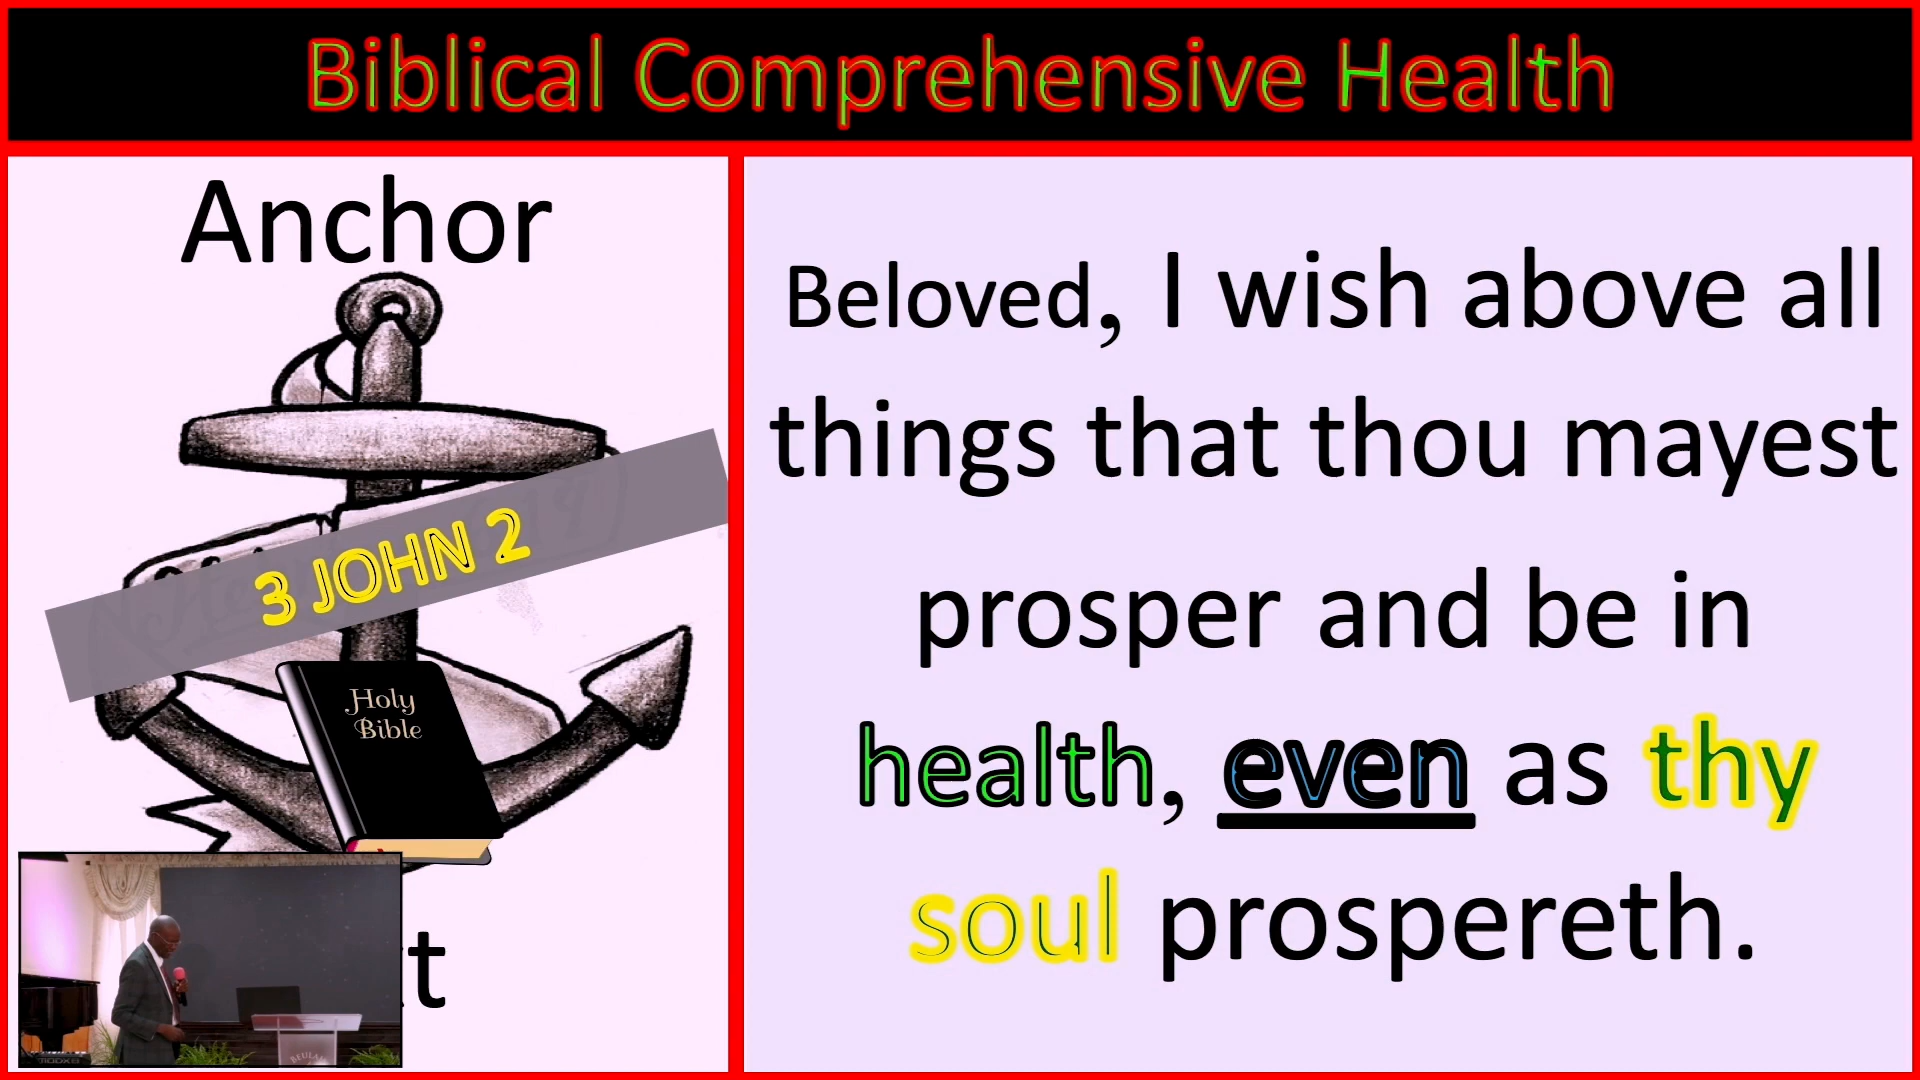 Biblical Comprehensive Health
Anchor
3 JOHN 2
Holy
Bible
Beloved, I wish above all
things that thou mayest
prosper and be in
health, even as thy
soul prospereth.